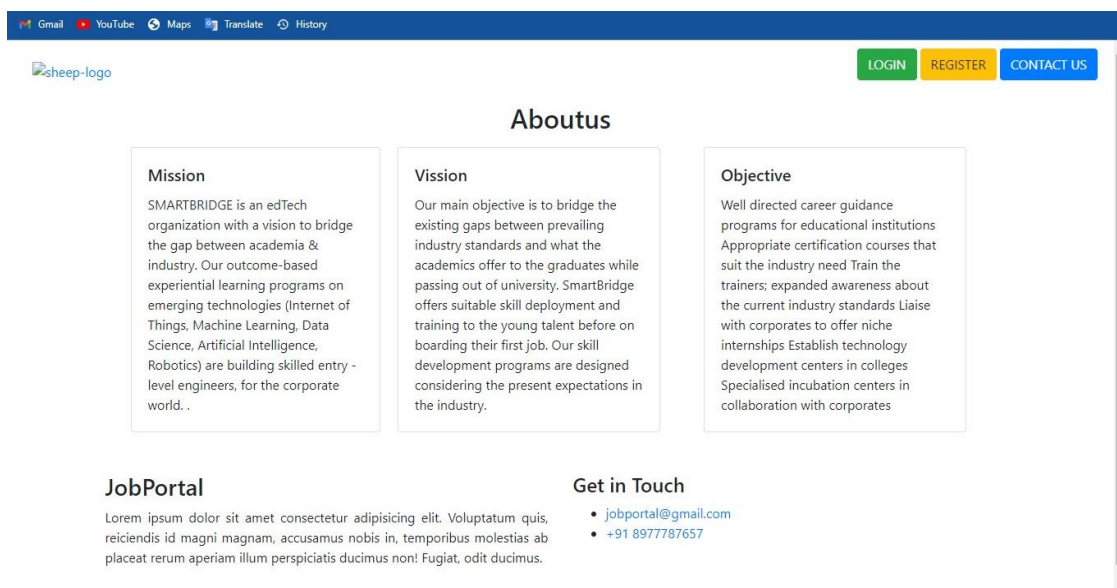 Gmail YouTube Maps Translate History
sheep-logo
LOGIN REGISTER CONTACT US
Aboutus
Mission
SMARTBRIDGE is an edTech
organization with a vision to bridge
the gap between academia &
industry. Our outcome-based
experiential learning programs on
emerging technologies (Internet of
Things, Machine Learning, Data
Science, Artificial Intelligence,
Robotics) are building skilled entry -
level engineers, for the corporate
world. .
Vission
Our main objective is to bridge the
existing gaps between prevailing
industry standards and what the
academics offer to the graduates while
passing out of university. SmartBridge
offers suitable skill deployment and
training to the young talent before on
boarding their first job. Our skill
development programs are designed
considering the present expectations in
the industry.
Objective
Well directed career guidance
programs for educational institutions
Appropriate certification courses that
suit the industry need Train the
trainers; expanded awareness about
the current industry standards Liaise
with corporates to offer niche
internships Establish technology
development centers in colleges
Specialised incubation centers in
collaboration with corporates
JobPortal
Lorem ipsum dolor sit amet consectetur adipisicing elit. Voluptatum quis,
reiciendis id magni magnam, accusamus nobis in, temporibus molestias ab
placeat rerum aperiam illum perspiciatis ducimus non! Fugiat, odit ducimus.
Get in Touch
jobportal@gmail.com
+91 8977787657